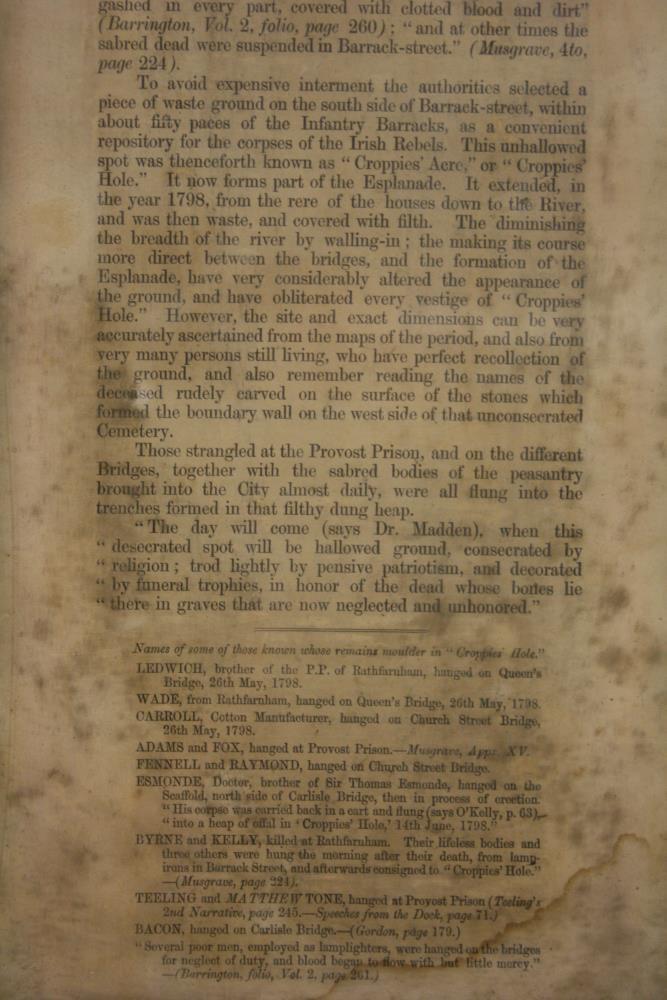 gashed in every part, covered with clotted blood and dirt"
(Barrington, Vol. 2, folio, page 260); "and at other times the
sabred dead were suspended in Barrack-street." (Musgrave, 4to,
page 224).
To avoid expensive interment the authorities selected a
piece of waste ground on the south side of Barrack-street, within
about fifty paces of the Infantry Barracks, as a convenient
repository for the corpses of the Irish Rebels. This unhallowed
spot was thenceforth known as "Croppies' Acre," or "Croppies'
Hole." It now forms part of the Esplanade. It extended, in
the year 1798, from the rere of the houses down to the River,
and was then waste, and covered with filth. The diminishing
the breadth of the river by walling-in; the making its course
more direct between the bridges, and the formation of the
Esplanade, have very considerably altered the appearance of
the ground, and have obliterated every vestige of "Croppies'
Hole." However, the site and exact dimensions can be very
accurately ascertained from the maps of the period, and also from
very many persons still living, who have perfect recollection of
the ground, and also remember reading the names of the
deceased rudely carved on the surface of the stones which
formed the boundary wall on the west side of that unconsecrated
Cemetery.
Those strangled at the Provost Prison, and on the different
Bridges, together with the sabred bodies of the peasantry
brought into the City almost daily, were all flung into the
trenches formed in that filthy dung heap.
"The day will come (says Dr. Madden), when this
" desecrated spot will be hallowed ground, consecrated by
" religion; trod lightly by pensive patriotism, and decorated
" by funeral trophies, in honor of the dead whose bones lie
" there in graves that are now neglected and unhonored."
Names of some of those known whose remains moulder in "Croppies' Hole."
LEDWICH, brother of the P.P. of Rathfarnham, hanged on Queen's
Bridge, 26th May, 1798.
WADE, from Rathfarnham, hanged on Queen's Bridge, 26th May, 1798.
CARROLL, Cotton Manufacturer, hanged on Church Street Bridge,
26th May, 1798.
ADAMS and FOX, hanged at Provost Prison.—Musgrave, Appx. XV.
FENNELL and RAYMOND, hanged on Church Street Bridge.
ESMONDE, Doctor, brother of Sir Thomas Esmonde, hanged on the
Scaffold, north side of Carlisle Bridge, then in process of erection.
"His corpse was carried back in a cart and flung (says O'Kelly, p. 63),
"into a heap of offal in 'Croppies' Hole,' 14th June, 1798."
BYRNE and KELLY, killed at Rathfarnham. Their lifeless bodies and
three others were hung the morning after their death, from lamp-
irons in Barrack Street, and afterwards consigned to "Croppies' Hole."
—(Musgrave, page 224).
TEELING and MATTHEW TONE, hanged at Provost Prison (Teeling's
2nd Narrative, page 245.—Speeches from the Dock, page 71.)
BACON, hanged on Carlisle Bridge.—(Gordon, page 179.)
"Several poor men, employed as lamplighters, were hanged on the bridges
for neglect of duty, and blood began to flow with but little mercy."
—(Barrington, folio, Vol. 2, page 261.)